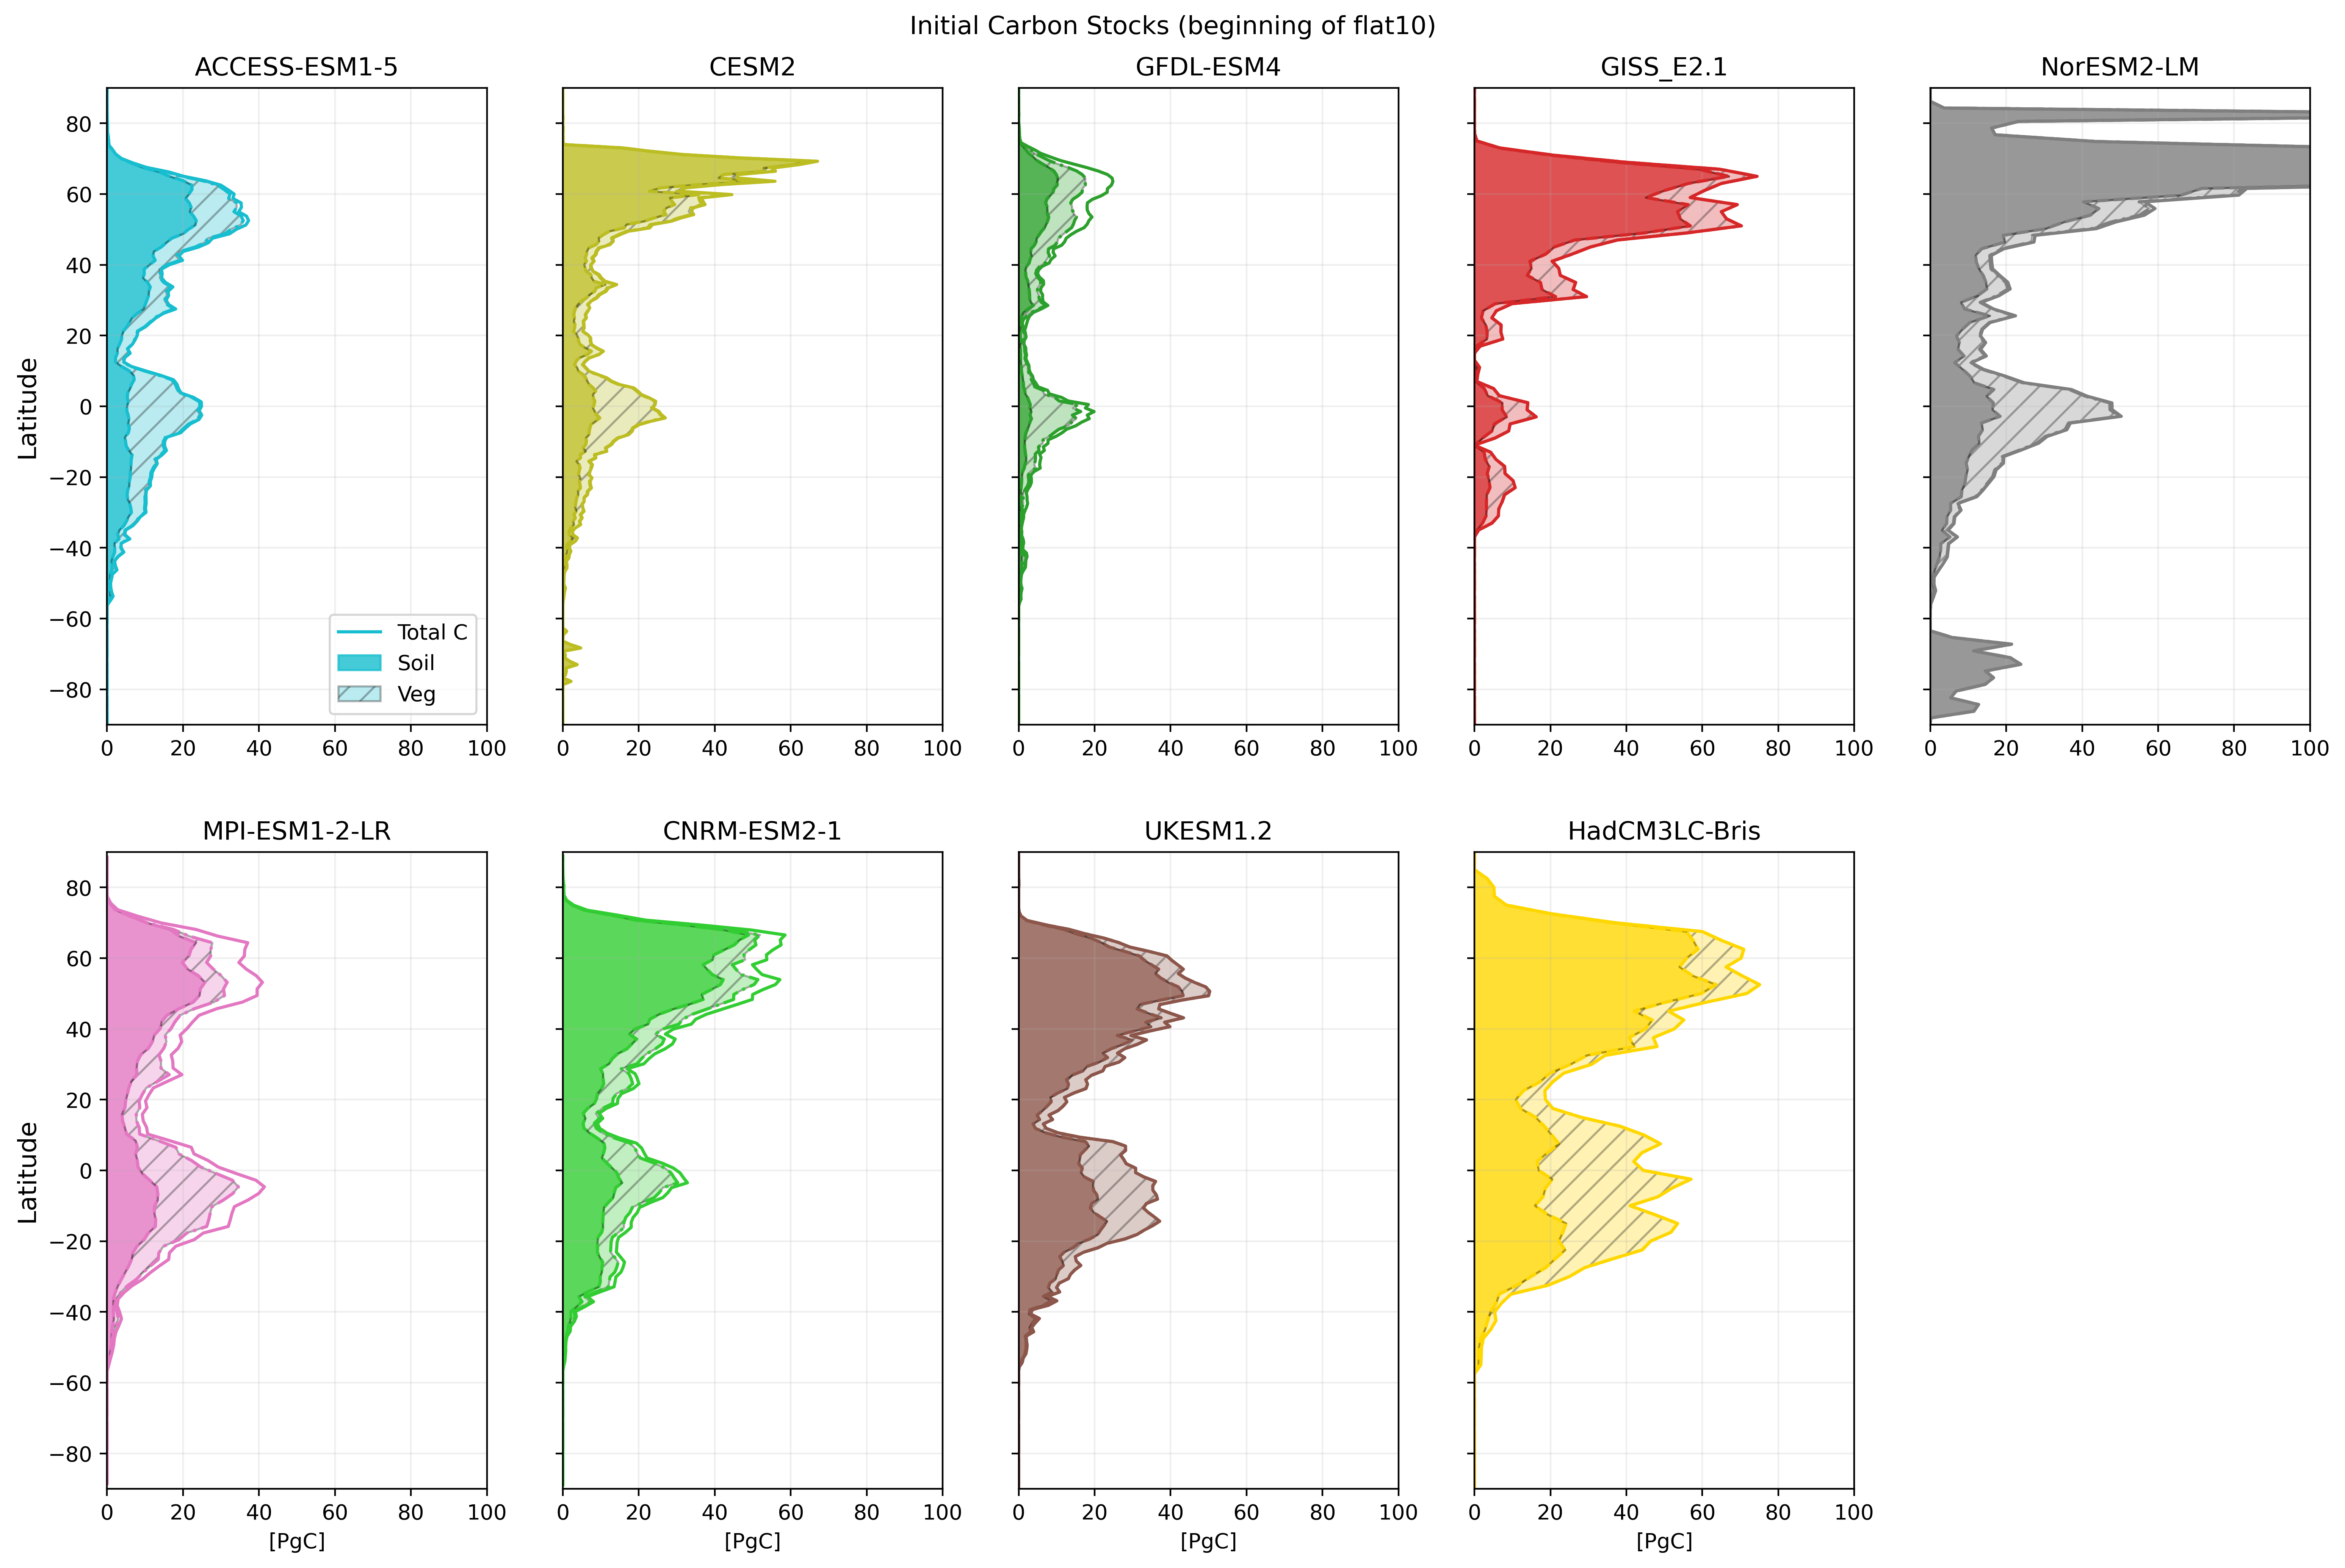 Initial Carbon Stocks (beginning of flat10)
ACCESS-ESM1-5
CESM2
GFDL-ESM4
GISS_E2.1
NorESM2-LM
Latitude
80
60
40
20
0
−20
−40
−60
−80
Total C
Soil
Veg
0 20 40 60 80 100
0 20 40 60 80 100
0 20 40 60 80 100
0 20 40 60 80 100
0 20 40 60 80 100
MPI-ESM1-2-LR
CNRM-ESM2-1
UKESM1.2
HadCM3LC-Bris
Latitude
80
60
40
20
0
−20
−40
−60
−80
0 20 40 60 80 100
0 20 40 60 80 100
0 20 40 60 80 100
0 20 40 60 80 100
[PgC]
[PgC]
[PgC]
[PgC]